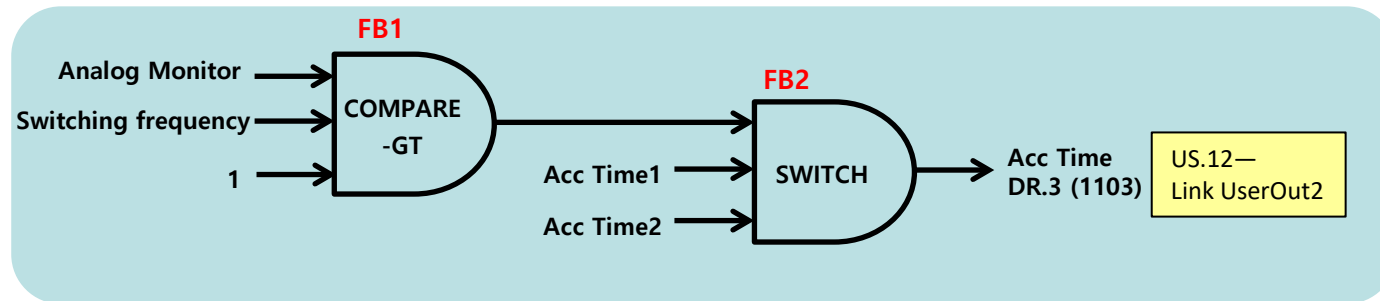 FB1
Analog Monitor
Switching frequency
1
COMPARE
-GT
FB2
Acc Time1
Acc Time2
SWITCH
Acc Time
DR.3 (1103)
US.12—
Link UserOut2